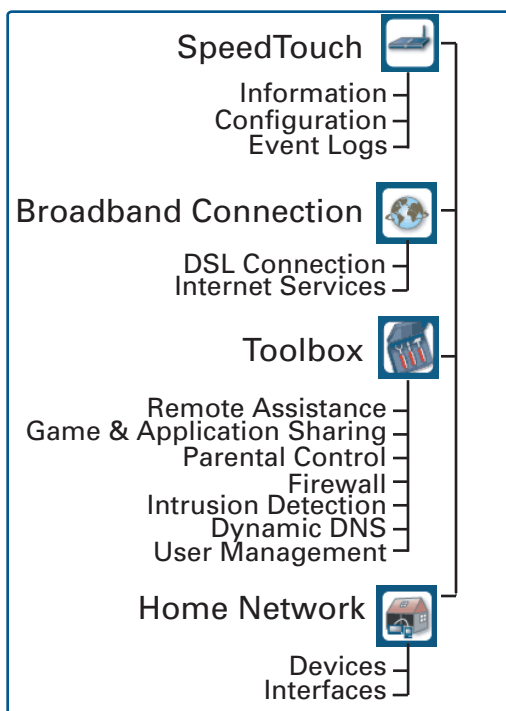 SpeedTouch
Information
Configuration
Event Logs
Broadband Connection
DSL Connection
Internet Services
Toolbox
Remote Assistance
Game & Application Sharing
Parental Control
Firewall
Intrusion Detection
Dynamic DNS
User Management
Home Network
Devices
Interfaces